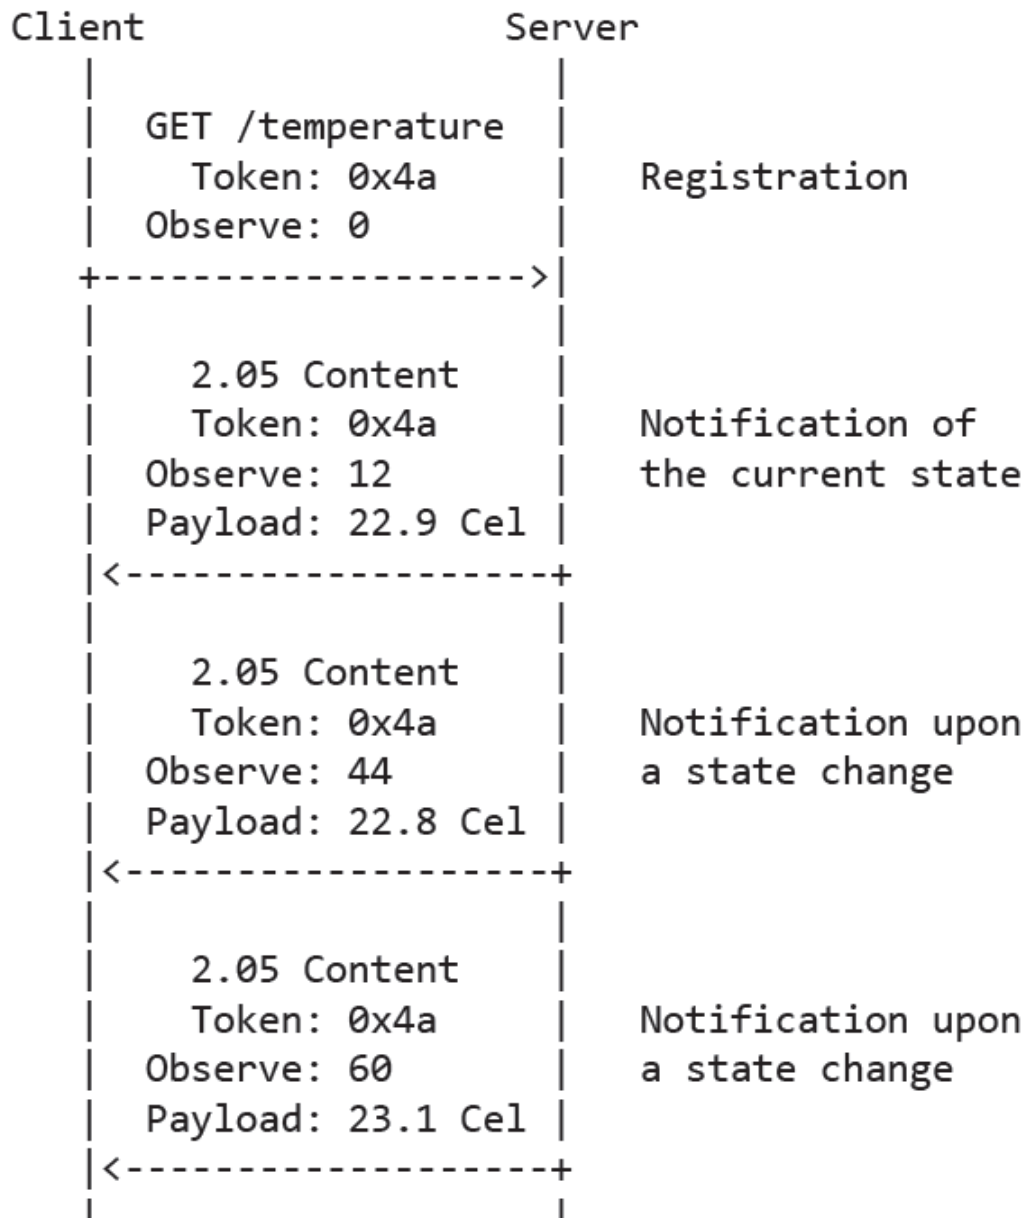 Client                Server
   |                    |
   |  GET /temperature  |
   |    Token: 0x4a     |   Registration
   |  Observe: 0        |
   +------------------->|
   |                    |
   |    2.05 Content    |
   |    Token: 0x4a     |   Notification of
   |  Observe: 12       |   the current state
   |  Payload: 22.9 Cel |
   |<-------------------+
   |                    |
   |    2.05 Content    |
   |    Token: 0x4a     |   Notification upon
   |  Observe: 44       |   a state change
   |  Payload: 22.8 Cel |
   |<-------------------+
   |                    |
   |    2.05 Content    |
   |    Token: 0x4a     |   Notification upon
   |  Observe: 60       |   a state change
   |  Payload: 23.1 Cel |
   |<-------------------+
   |                    |